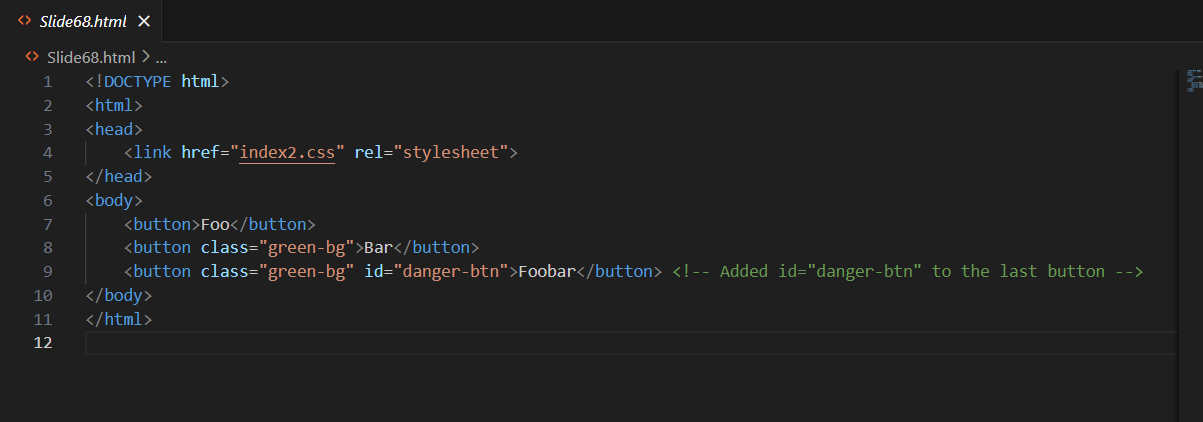 Slide68.html
Slide68.html > ...
1 <!DOCTYPE html>
2 <html>
3 <head>
4     <link href="index2.css" rel="stylesheet">
5 </head>
6 <body>
7     <button>Foo</button>
8     <button class="green-bg">Bar</button>
9     <button class="green-bg" id="danger-btn">Foobar</button> <!-- Added id="danger-btn" to the last button -->
10 </body>
11 </html>
12